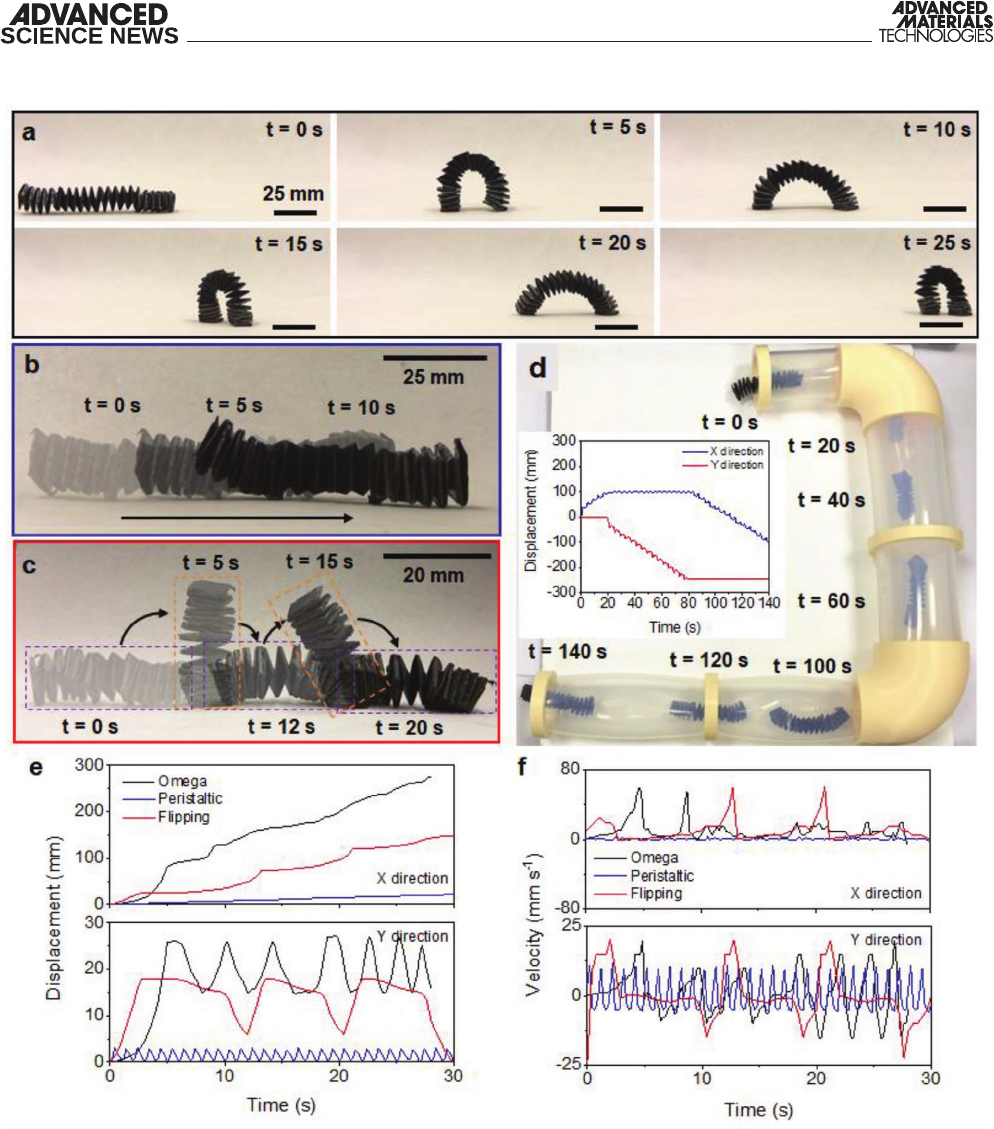 ADVANCED
SCIENCE NEWS
ADVANCED
MATERIALS
TECHNOLOGIES
a
t = 0 s
t = 5 s
t = 10 s
25 mm
t = 15 s
t = 20 s
t = 25 s
b
25 mm
t = 0 s
t = 5 s
t = 10 s
c
t = 5 s
t = 15 s
20 mm
t = 0 s
t = 12 s
t = 20 s
d
t = 0 s
t = 20 s
t = 40 s
t = 60 s
t = 140 s
t = 120 s
t = 100 s
Displacement (mm)
300
200
100
0
-100
-200
-300
X direction
Y direction
0 20 40 60 80 100 120 140
Time (s)
e
Displacement (mm)
300
200
100
0
Omega
Peristaltic
Flipping
X direction
30
20
10
0
Y direction
0 10 20 30
Time (s)
f
Velocity (mm s-1)
80
0
-80
Omega
Peristaltic
Flipping
X direction
25
0
-25
Y direction
0 10 20 30
Time (s)